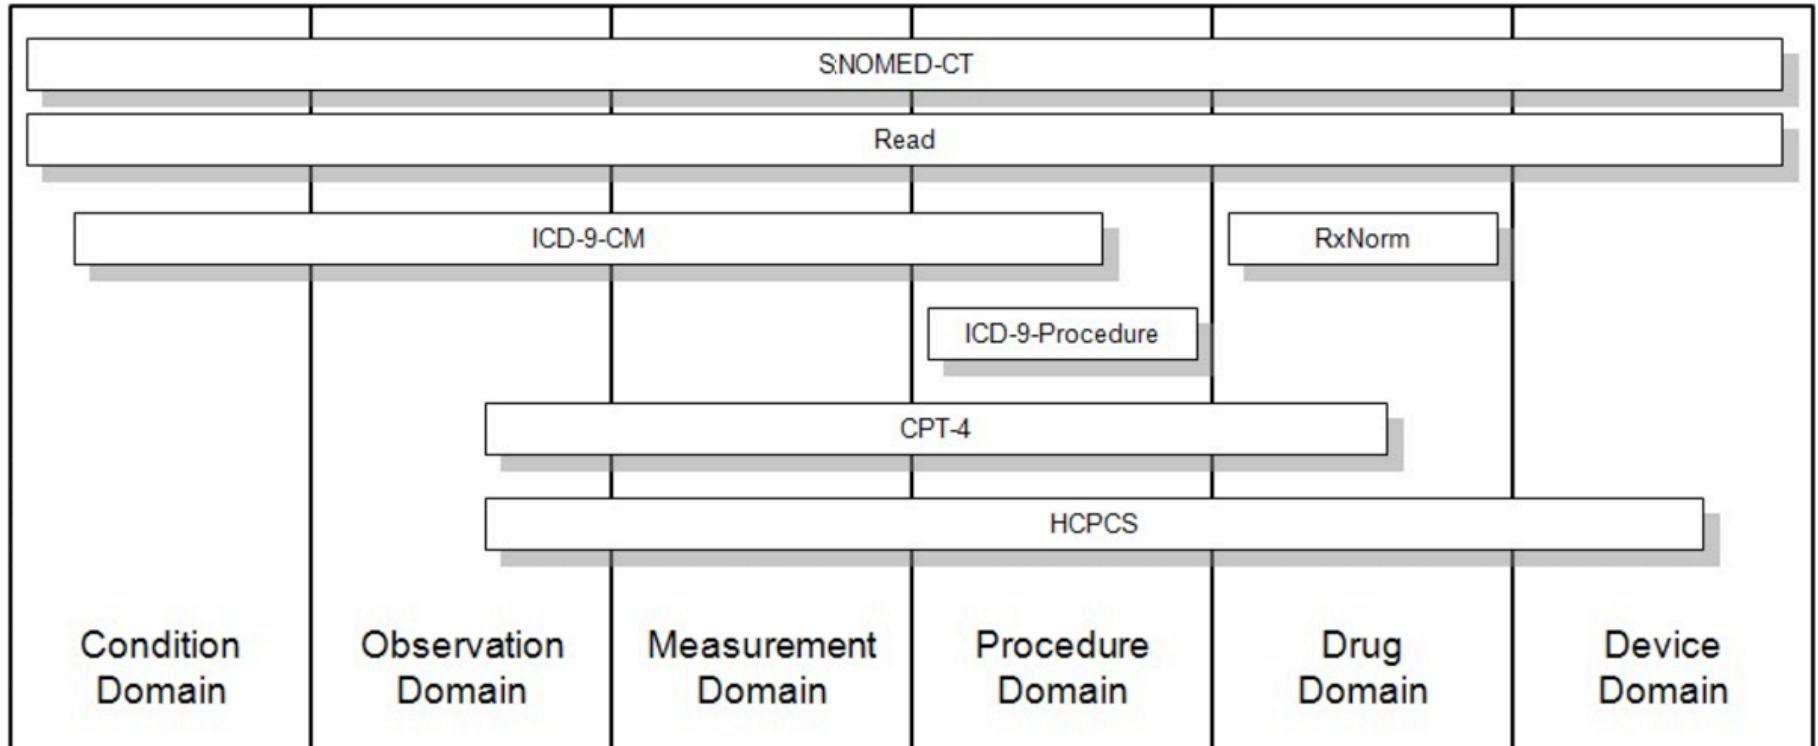 S:NOMED-CT
Read
ICD-9-CM
RxNorm
ICD-9-Procedure
CPT-4
HCPCS
Condition
Domain
Observation
Domain
Measurement
Domain
Procedure
Domain
Drug
Domain
Device
Domain